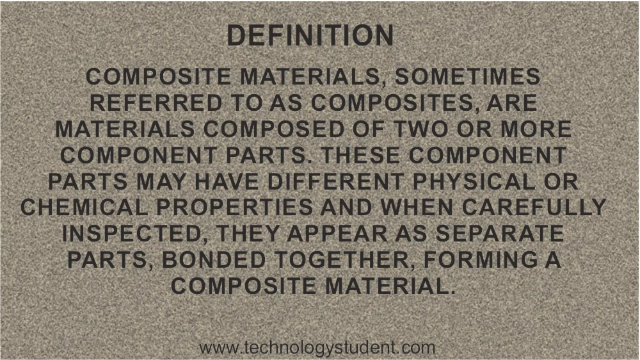 DEFINITION
COMPOSITE MATERIALS, SOMETIMES
REFERRED TO AS COMPOSITES, ARE
MATERIALS COMPOSED OF TWO OR MORE
COMPONENT PARTS. THESE COMPONENT
PARTS MAY HAVE DIFFERENT PHYSICAL OR
CHEMICAL PROPERTIES AND WHEN CAREFULLY
INSPECTED, THEY APPEAR AS SEPARATE
PARTS, BONDED TOGETHER, FORMING A
COMPOSITE MATERIAL.
www.technologystudent.com